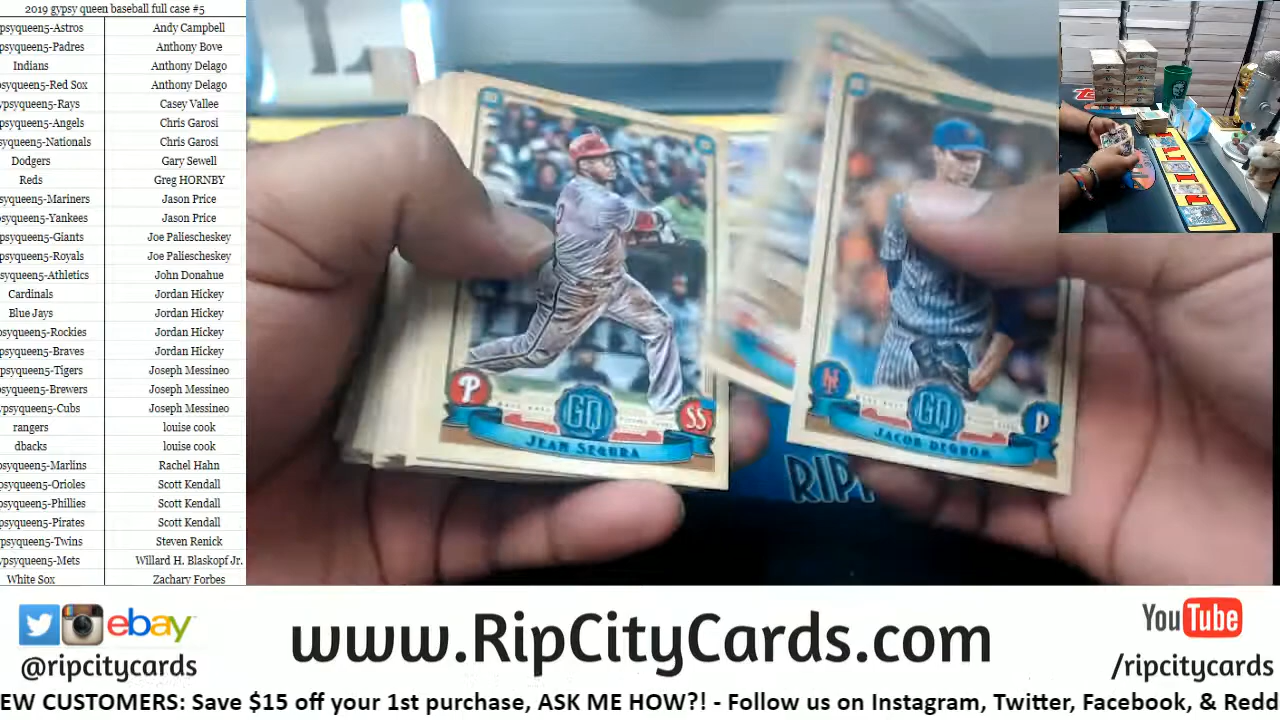 2019 gypsy queen baseball full case #5
psyqueen5-Astros Andy Campbell
psyqueen5-Padres Anthony Bove
Indians Anthony Delago
psyqueen5-Red Sox Anthony Delago
ypsyqueen5-Rays Casey Vallee
ypsyqueen5-Angels Chris Garosi
psyqueen5-Nationals Chris Garosi
Dodgers Gary Sewell
Reds Greg HORNBY
psyqueen5-Mariners Jason Price
psyqueen5-Yankees Jason Price
ypsyqueen5-Giants Joe Paliescheskey
psyqueen5-Royals Joe Paliescheskey
psyqueen5-Athletics John Donahue
Cardinals Jordan Hickey
Blue Jays Jordan Hickey
psyqueen5-Rockies Jordan Hickey
psyqueen5-Braves Jordan Hickey
ypsyqueen5-Tigers Joseph Messineo
psyqueen5-Brewers Joseph Messineo
ypsyqueen5-Cubs Joseph Messineo
rangers louise cook
dbacks louise cook
psyqueen5-Marlins Rachel Hahn
psyqueen5-Orioles Scott Kendall
psyqueen5-Phillies Scott Kendall
psyqueen5-Pirates Scott Kendall
psyqueen5-Twins Steven Renick
ypsyqueen5-Mets Willard H. Blaskopf Jr.
White Sox Zachary Forbes
P
GQ
SS
JEAN SEGURA
GQ
P
JACOB DEGROM
RIP
ebay
@ripcitycards
www.RipCityCards.com
YouTube
/ripcitycards
EW CUSTOMERS: Save $15 off your 1st purchase, ASK ME HOW?! - Follow us on Instagram, Twitter, Facebook, & Redd